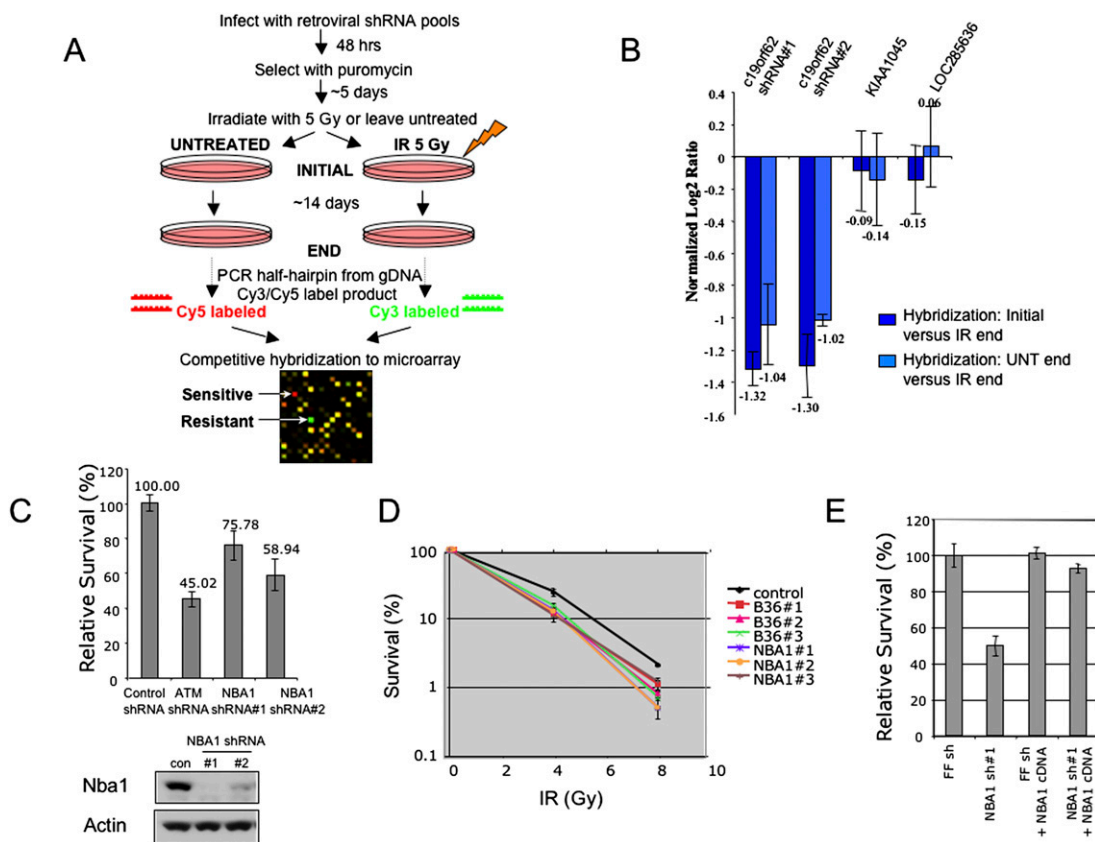 A
Infect with retroviral shRNA pools
48 hrs
Select with puromycin
~5 days
Irradiate with 5 Gy or leave untreated
UNTREATED
IR 5 Gy
INITIAL
~14 days
END
PCR half-hairpin from gDNA
Cy3/Cy5 label product
Cy5 labeled
Cy3 labeled
Competitive hybridization to microarray
Sensitive
Resistant
B
c19orf62
shRNA#1
c19orf62
shRNA#2
KIAA1045
LOC285636
Normalized Log2 Ratio
0.4
0.2
0
-0.2
-0.4
-0.6
-0.8
-1
-1.2
-1.4
-1.6
-1.32
-1.04
-1.30
-1.02
-0.09
-0.14
-0.15
0.06
Hybridization: Initial
versus IR end
Hybridization: UNT end
versus IR end
C
Relative Survival (%)
120
100
80
60
40
20
0
100.00
45.02
75.78
58.94
Control
shRNA
ATM
shRNA
NBA1
shRNA#1
NBA1
shRNA#2
NBA1 shRNA
con
#1
#2
Nba1
Actin
D
Survival (%)
100
10
1
0.1
0
2
4
6
8
10
IR (Gy)
control
B36#1
B36#2
B36#3
NBA1#1
NBA1#2
NBA1#3
E
Relative Survival (%)
120
100
80
60
40
20
0
FF sh
NBA1 sh#1
FF sh
+ NBA1 cDNA
NBA1 sh#1
+ NBA1 cDNA